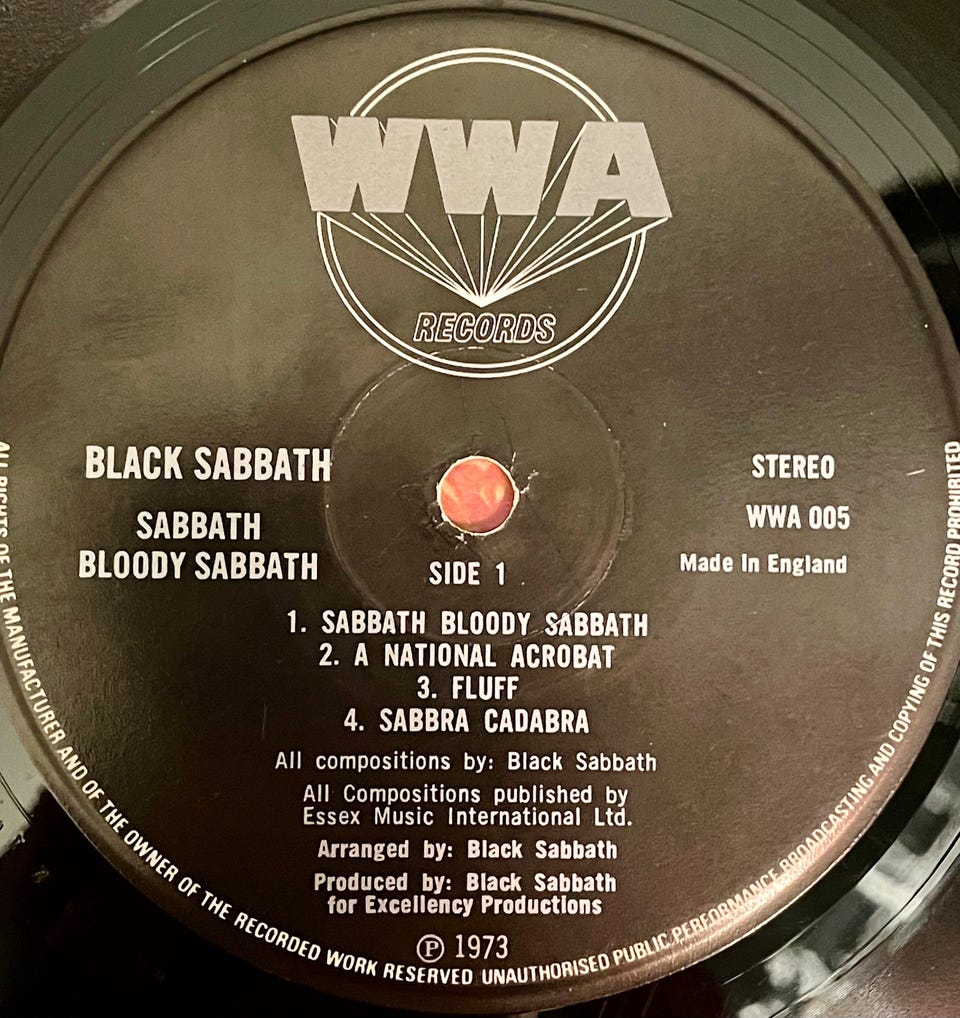 WWA
RECORDS
BLACK SABBATH
SABBATH
BLOODY SABBATH
STEREO
WWA 005
Made In England
SIDE 1
1. SABBATH BLOODY SABBATH
2. A NATIONAL ACROBAT
3. FLUFF
4. SABBRA CADABRA
All compositions by: Black Sabbath
All Compositions published by
Essex Music International Ltd.
Arranged by: Black Sabbath
Produced by: Black Sabbath
for Excellency Productions
℗ 1973
ALL RIGHTS OF THE MANUFACTURER AND OF THE OWNER OF THE RECORDED WORK RESERVED UNAUTHORISED PUBLIC PERFORMANCE BROADCASTING AND COPYING OF THIS RECORD PROHIBITED